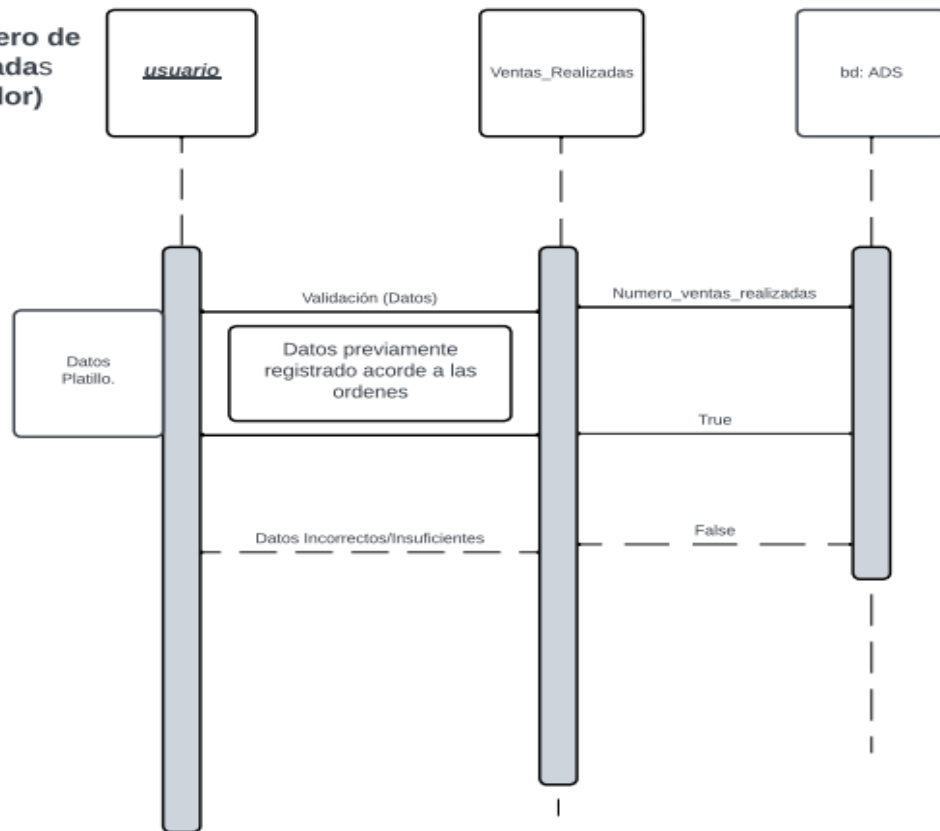 ero de
adas
lor)
usuario
Ventas_Realizadas
bd: ADS
Validación (Datos)
Numero_ventas_realizadas
Datos previamente
registrado acorde a las
ordenes
Datos
Platillo.
True
Datos Incorrectos/Insuficientes
False